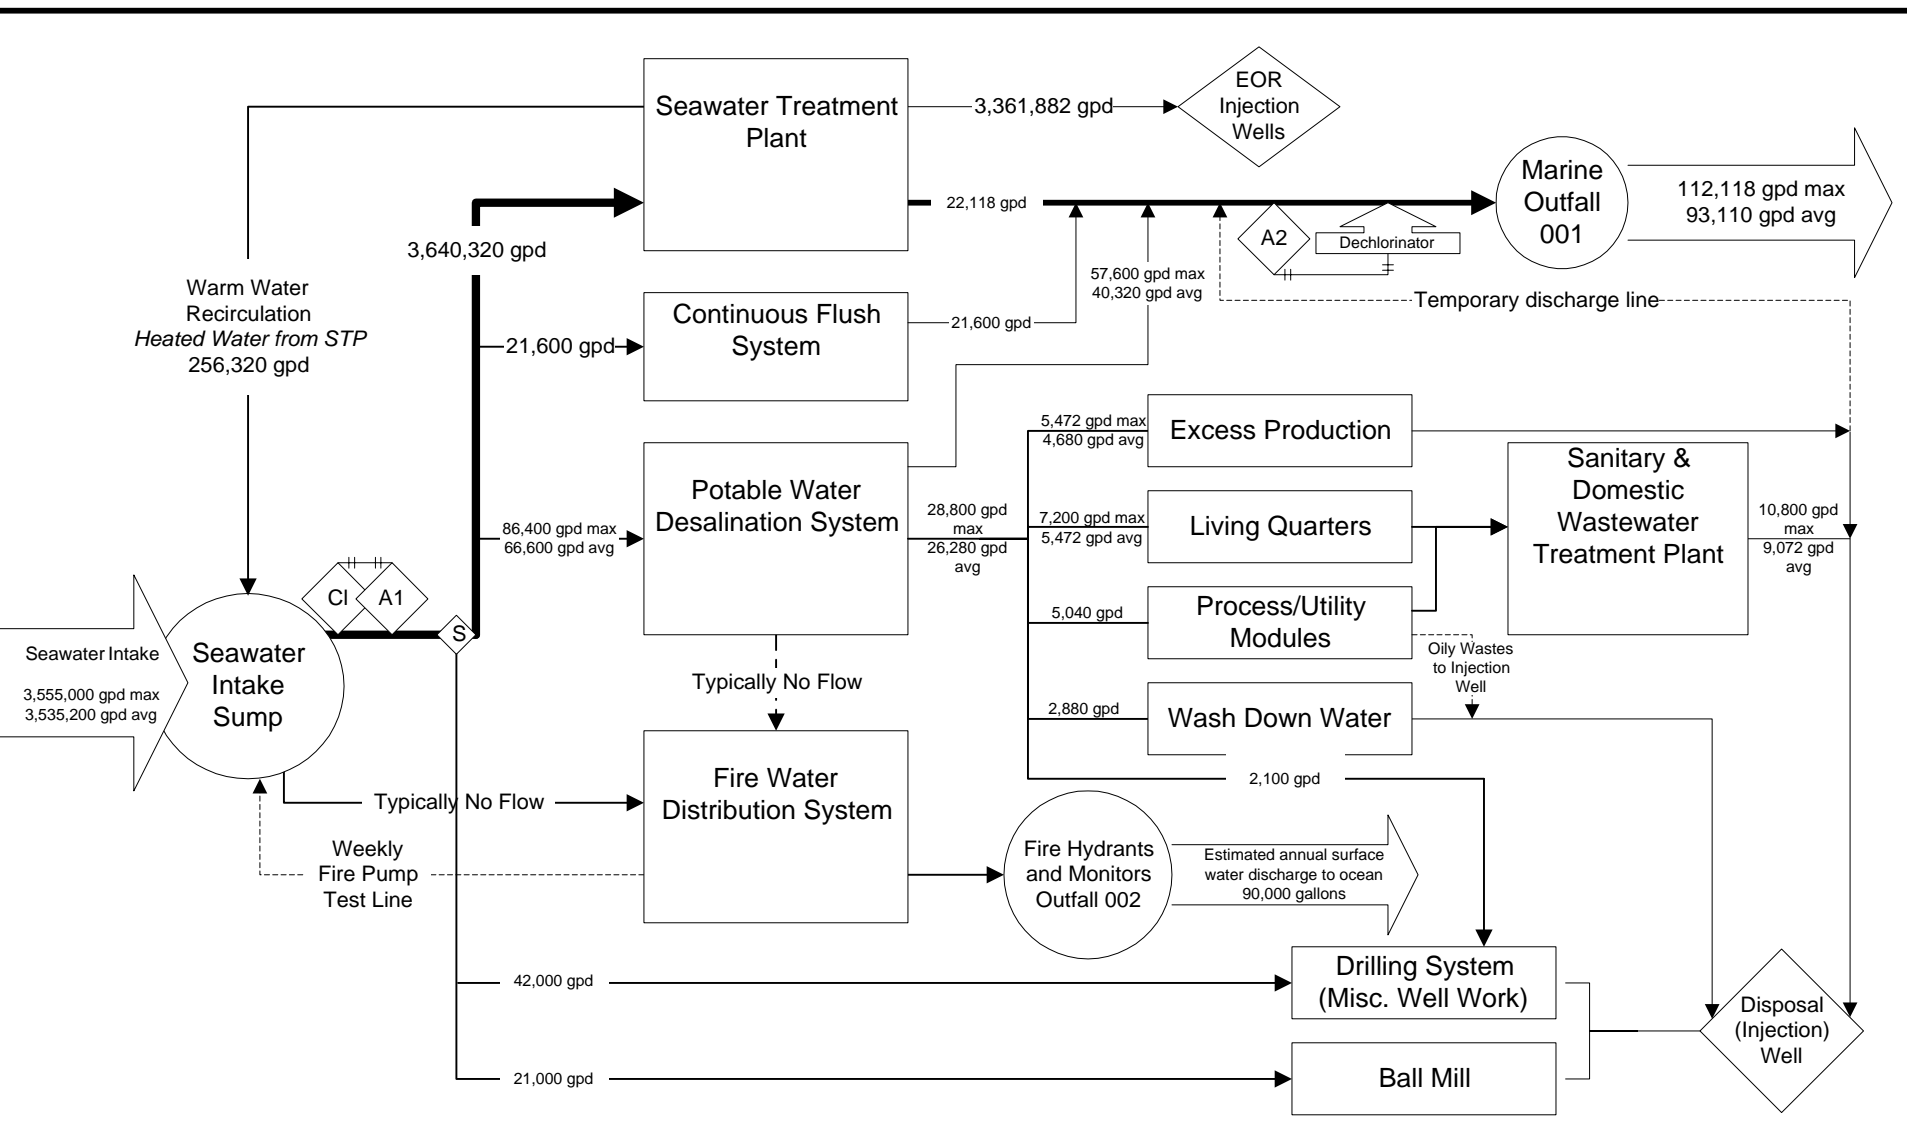 Seawater Treatment
Plant
3,361,882 gpd
EOR
Injection
Wells
22,118 gpd
Marine
Outfall
001
112,118 gpd max
93,110 gpd avg
A2
Dechlorinator
3,640,320 gpd
Warm Water
Recirculation
Heated Water from STP
256,320 gpd
57,600 gpd max
40,320 gpd avg
Temporary discharge line
21,600 gpd
Continuous Flush
System
21,600 gpd
5,472 gpd max
4,680 gpd avg
Excess Production
Potable Water
Desalination System
86,400 gpd max
66,600 gpd avg
28,800 gpd
max
26,280 gpd
avg
7,200 gpd max
5,472 gpd avg
Living Quarters
Sanitary &
Domestic
Wastewater
Treatment Plant
10,800 gpd
max
9,072 gpd
avg
5,040 gpd
Process/Utility
Modules
Oily Wastes
to Injection
Well
Cl
A1
S
Seawater Intake
3,555,000 gpd max
3,535,200 gpd avg
Seawater
Intake
Sump
Typically No Flow
2,880 gpd
Wash Down Water
2,100 gpd
Typically No Flow
Fire Water
Distribution System
Weekly
Fire Pump
Test Line
Fire Hydrants
and Monitors
Outfall 002
Estimated annual surface
water discharge to ocean
90,000 gallons
42,000 gpd
Drilling System
(Misc. Well Work)
Disposal
(Injection)
Well
21,000 gpd
Ball Mill